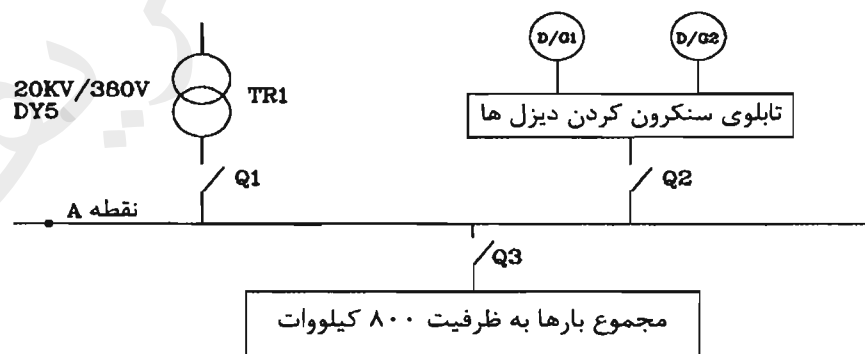 D/G1 D/G2
20KV/380V
DY5
TR1
تابلوی سنکرون کردن دیزل ها
Q1
Q2
نقطه A
Q3
مجموع بارها به ظرفیت ۸۰۰ کیلووات